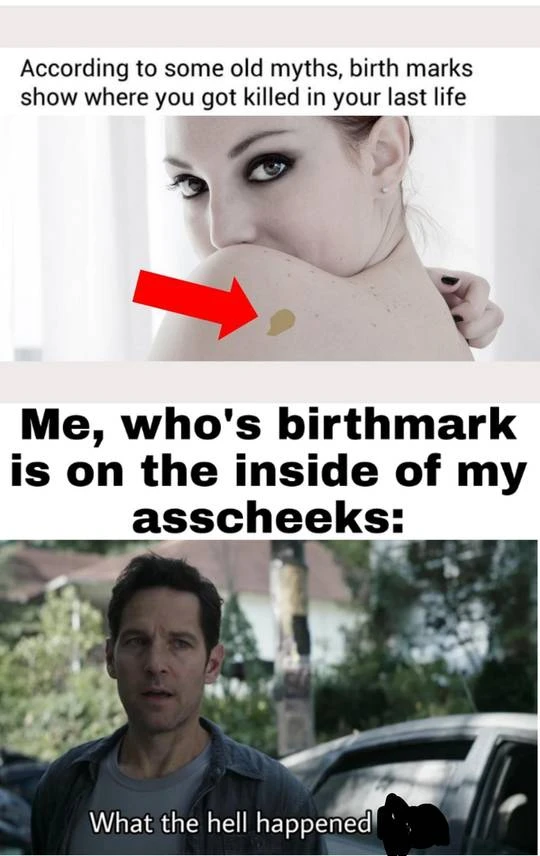 According to some old myths, birth marks
show where you got killed in your last life
Me, who's birthmark
is on the inside of my
asscheeks:
What the hell happened